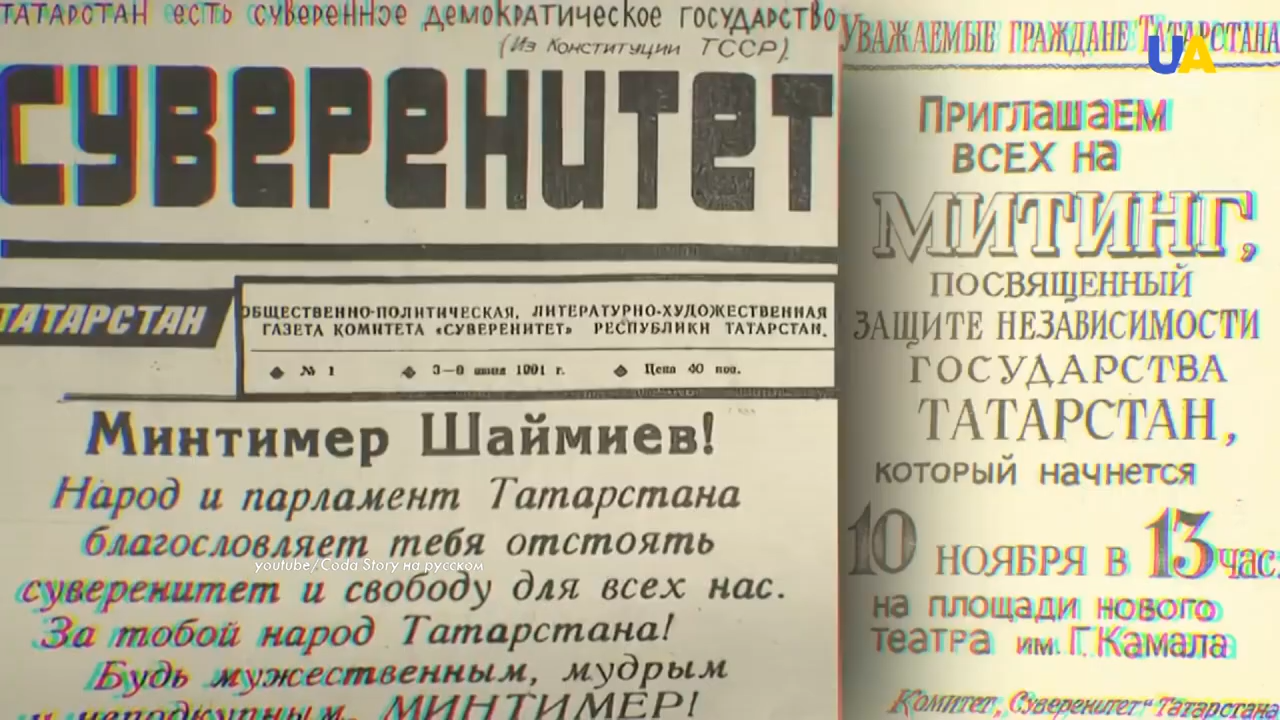 ТАТАРСТАН есть суверенное демократическое государство
(Из Конституции ТССР).
СУВЕРЕНИТЕТ
ТАТАРСТАН
ОБЩЕСТВЕННО-ПОЛИТИЧЕСКАЯ, ЛИТЕРАТУРНО-ХУДОЖЕСТВЕННАЯ
ГАЗЕТА КОМИТЕТА «СУВЕРЕНИТЕТ» РЕСПУБЛИКИ ТАТАРСТАН.
№ 1
1991 г.
Цена 40 коп.
Минтимер Шаймиев!
Народ и парламент Татарстана
благословляет тебя отстоять
youtube/Coda Story на русском
суверенитет и свободу для всех нас.
За тобой народ Татарстана!
Будь мужественным, мудрым
и неподкупным, МИНТИМЕР!
УВАЖАЕМЫЕ ГРАЖДАНЕ ТАТАРСТАНА
UA
ПриглашаЕМ
ВСЕХ на
МИТИНГ,
ПОСВЯЩЕННЫЙ
ЗАЩИТЕ НЕЗАВИСИМОСТИ
ГОСУДАРСТВА
ТАТАРСТАН,
который начнется
10 НОЯБРЯ В 13 час
на площади нового
театра им. Г. Камала
Комитет „Суверенитет" Татарстана